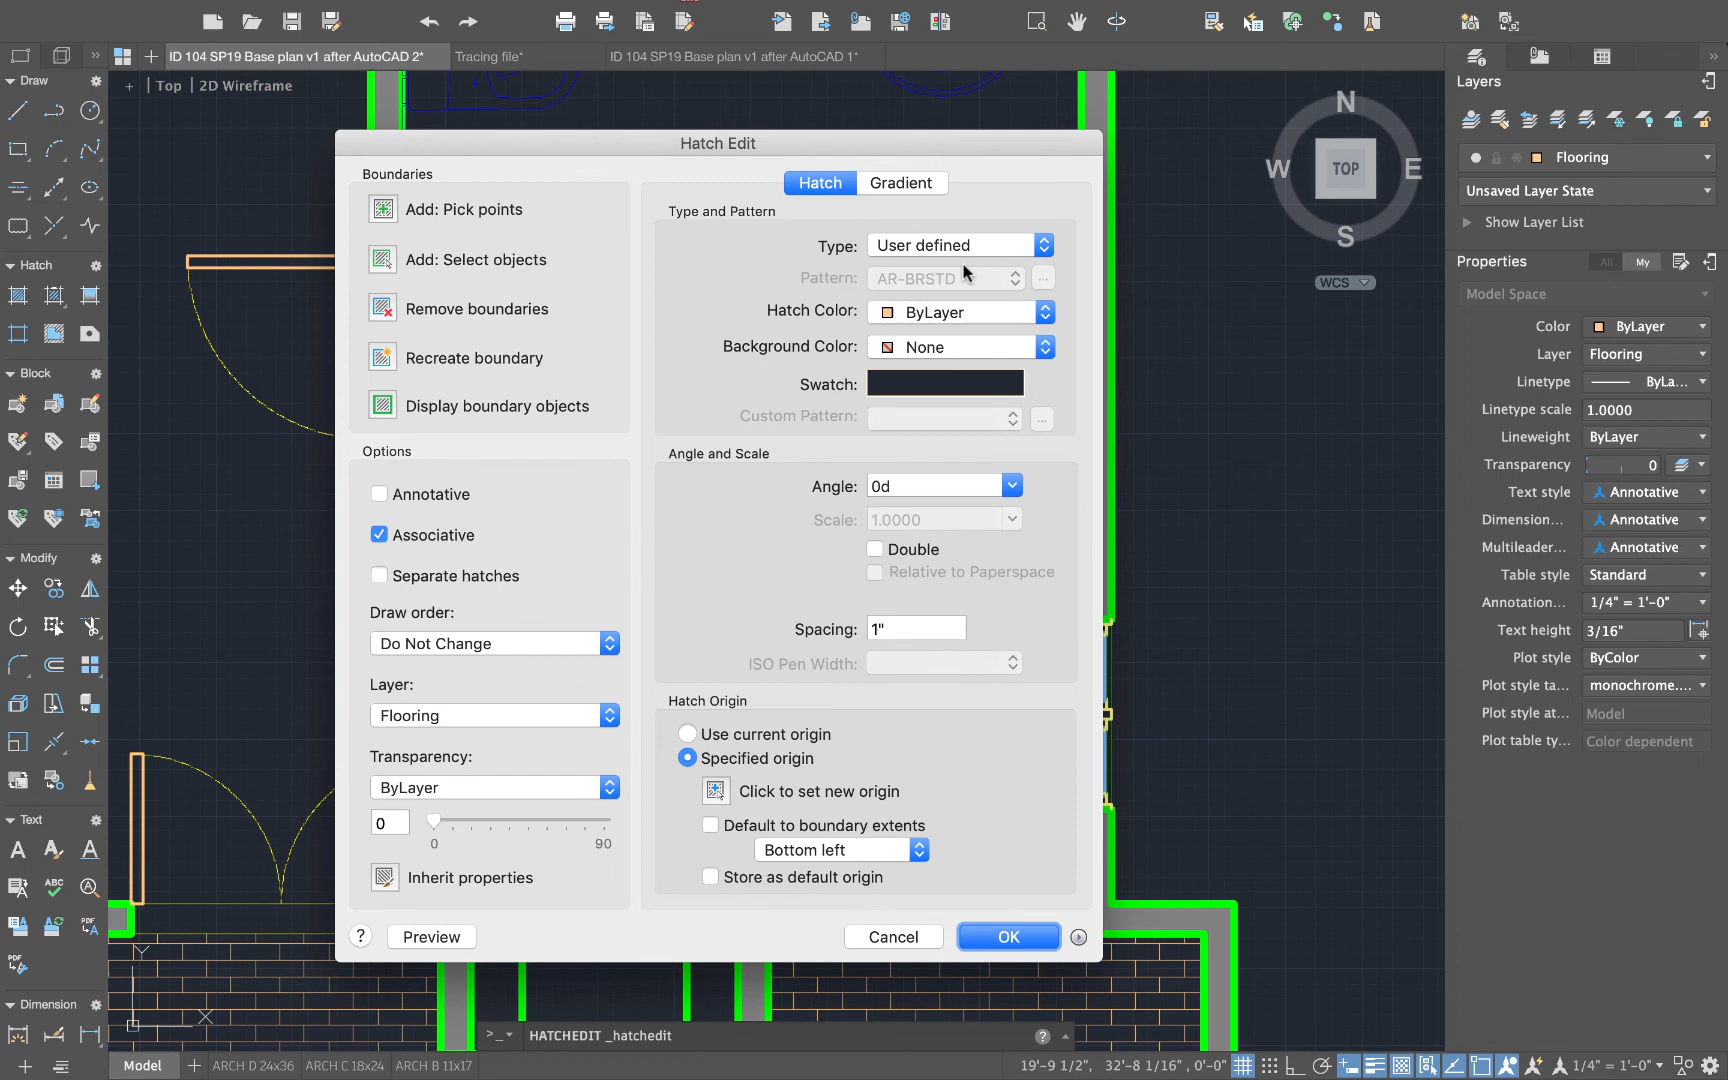 ID 104 SP19 Base plan v1 after AutoCAD 2*
Tracing file*
ID 104 SP19 Base plan v1 after AutoCAD 1*
Draw
+ | Top | 2D Wireframe
Hatch
Block
Modify
Text
ABC
PDF
PDF
Dimension
Hatch Edit
Boundaries
Add: Pick points
Add: Select objects
Remove boundaries
Recreate boundary
Display boundary objects
Options
Annotative
Associative
Separate hatches
Draw order:
Do Not Change
Layer:
Flooring
Transparency:
ByLayer
0
0
90
Inherit properties
? Preview
Hatch
Gradient
Type and Pattern
Type: User defined
Pattern: AR-BRSTD ...
Hatch Color: ByLayer
Background Color: None
Swatch:
Custom Pattern: ...
Angle and Scale
Angle: 0d
Scale: 1.0000
Double
Relative to Paperspace
Spacing: 1"
ISO Pen Width:
Hatch Origin
Use current origin
Specified origin
Click to set new origin
Default to boundary extents
Bottom left
Store as default origin
Cancel
OK
N
W TOP E
S
WCS
Layers
Flooring
Unsaved Layer State
Show Layer List
Properties All My
Model Space
Color ByLayer
Layer Flooring
Linetype ByLa...
Linetype scale 1.0000
Lineweight ByLayer
Transparency 0
Text style Annotative
Dimension... Annotative
Multileader... Annotative
Table style Standard
Annotation... 1/4" = 1'-0"
Text height 3/16"
Plot style ByColor
Plot style ta... monochrome....
Plot style at... Model
Plot table ty... Color dependent
Y
X
>_ HATCHEDIT _hatchedit ?
Model + ARCH D 24x36 ARCH C 18x24 ARCH B 11x17
19'-9 1/2", 32'-8 1/16", 0'-0"
1/4" = 1'-0"